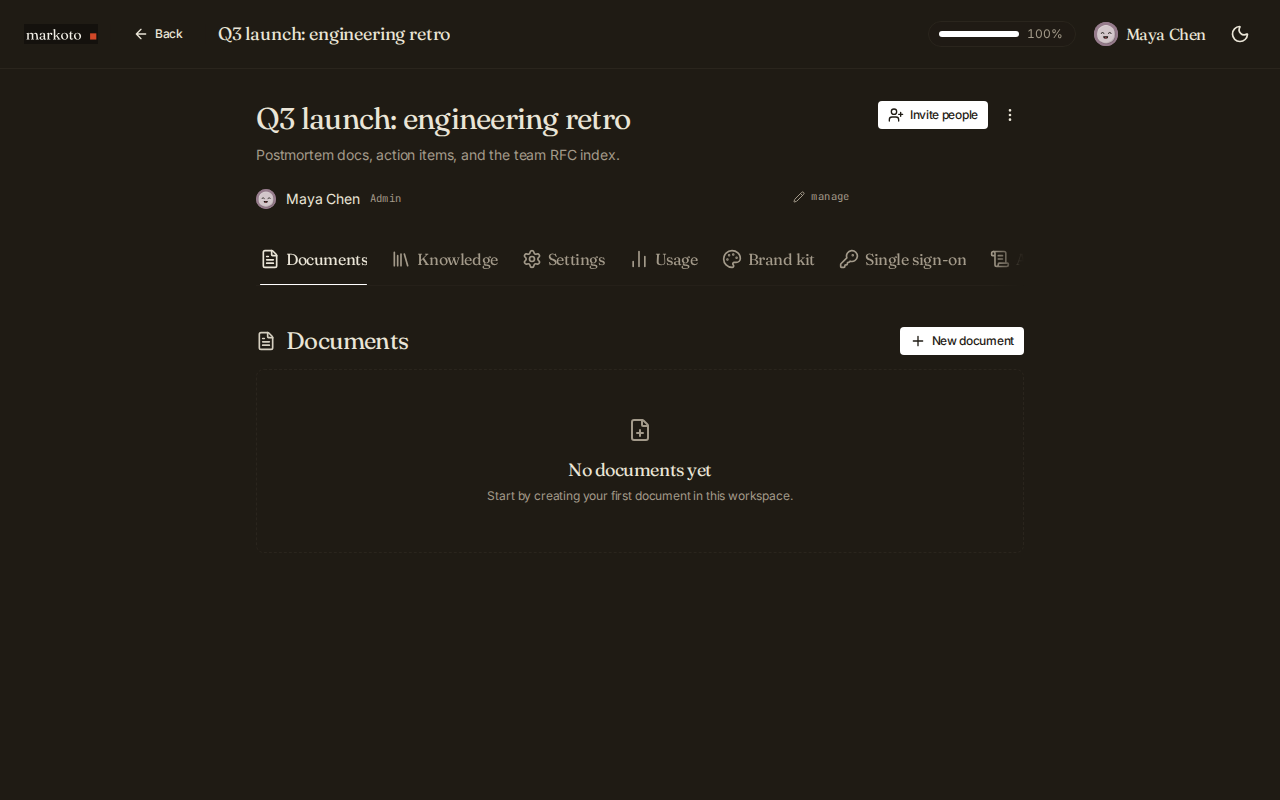 markoto
Back
Q3 launch: engineering retro
100%
Maya Chen
Q3 launch: engineering retro
Invite people
Postmortem docs, action items, and the team RFC index.
Maya Chen Admin
manage
Documents Knowledge Settings Usage Brand kit Single sign-on
Documents
New document
No documents yet
Start by creating your first document in this workspace.